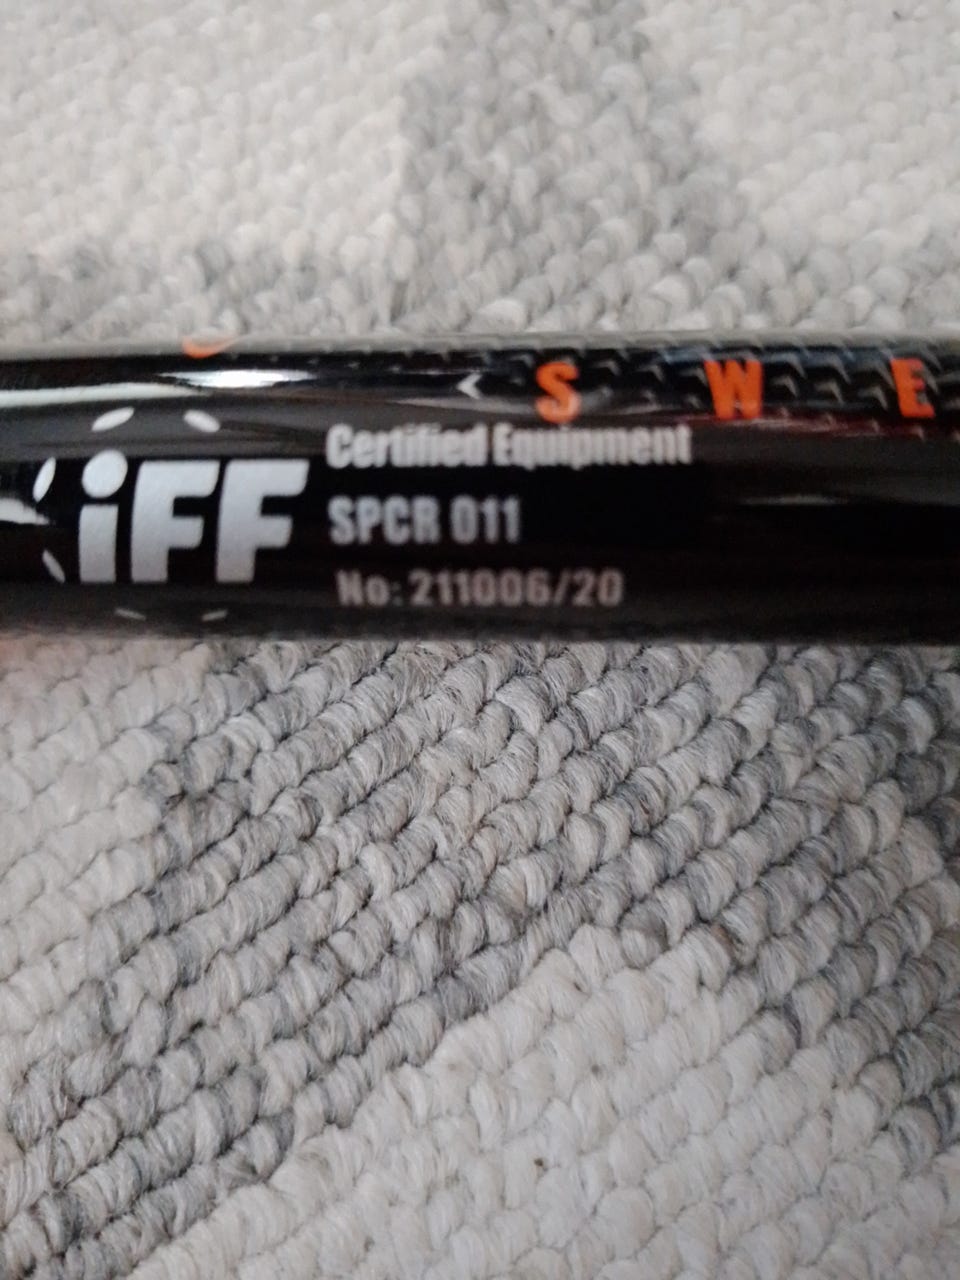 S W E
iFF
Certified Equipment
SPCR 011
No: 211006/20